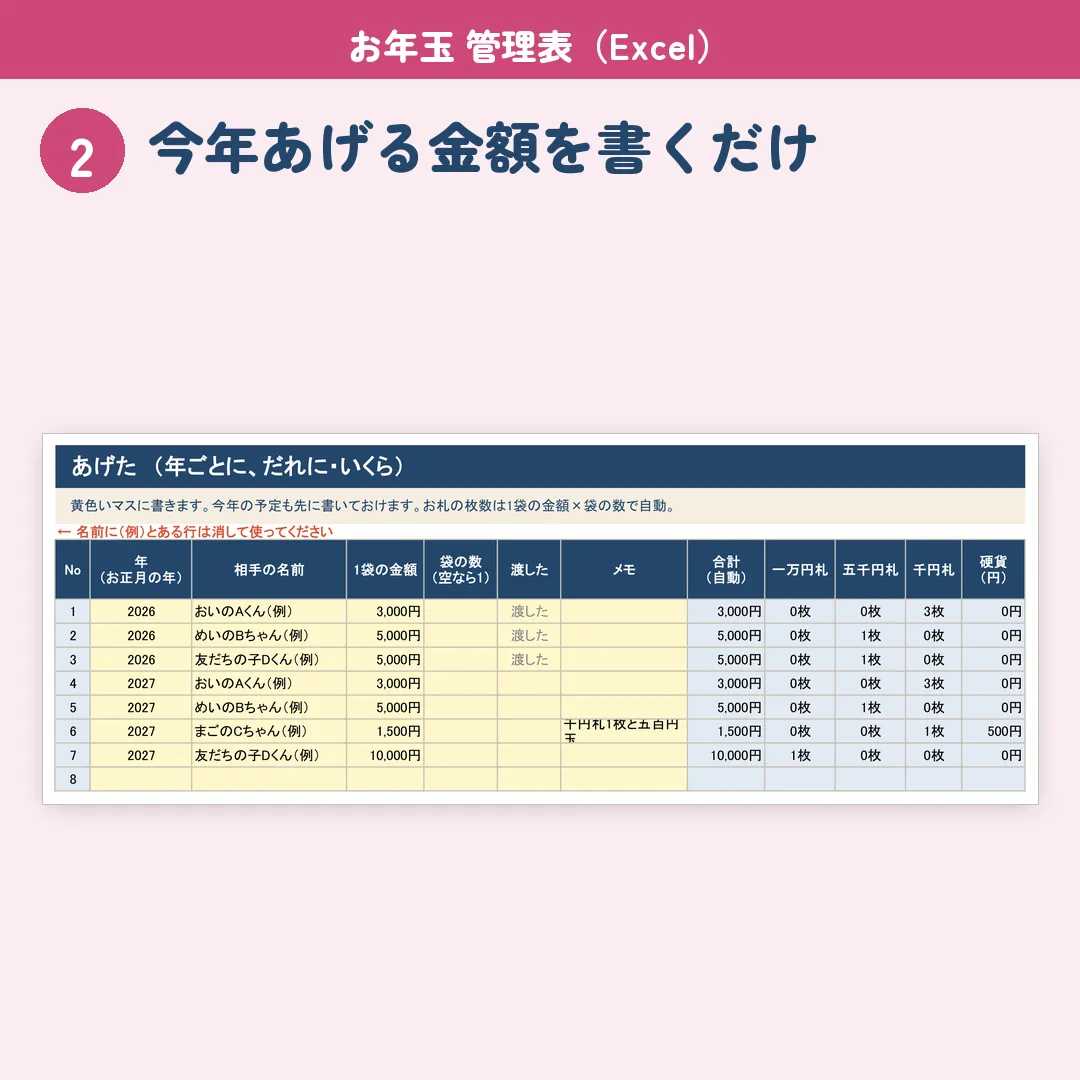 お年玉 管理表（Excel）
2 今年あげる金額を書くだけ
あげた （年ごとに、だれに・いくら）
黄色いマスに書きます。今年の予定も先に書いておけます。お札の枚数は1袋の金額×袋の数で自動。
← 名前に（例）とある行は消して使ってください
No 年（お正月の年） 相手の名前 1袋の金額 袋の数（空なら1） 渡した メモ 合計（自動） 一万円札 五千円札 千円札 硬貨（円）
1 2026 おいのAくん（例） 3,000円 渡した 3,000円 0枚 0枚 3枚 0円
2 2026 めいのBちゃん（例） 5,000円 渡した 5,000円 0枚 1枚 0枚 0円
3 2026 友だちの子Dくん（例） 5,000円 渡した 5,000円 0枚 1枚 0枚 0円
4 2027 おいのAくん（例） 3,000円 3,000円 0枚 0枚 3枚 0円
5 2027 めいのBちゃん（例） 5,000円 5,000円 0枚 1枚 0枚 0円
6 2027 まごのCちゃん（例） 1,500円 千円札1枚と五百円玉 1,500円 0枚 0枚 1枚 500円
7 2027 友だちの子Dくん（例） 10,000円 10,000円 1枚 0枚 0枚 0円
8